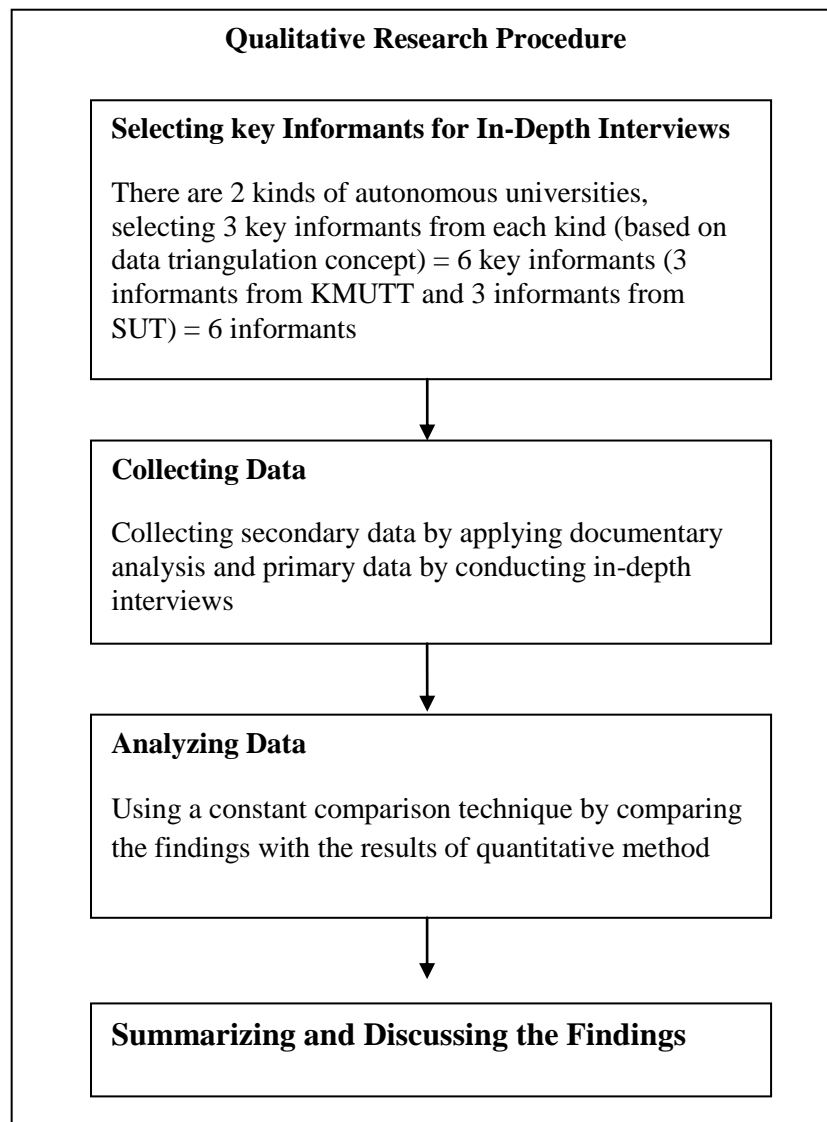 Qualitative Research Procedure
Selecting key Informants for In-Depth Interviews
There are 2 kinds of autonomous universities,
selecting 3 key informants from each kind (based on
data triangulation concept) = 6 key informants (3
informants from KMUTT and 3 informants from
SUT) = 6 informants
Collecting Data
Collecting secondary data by applying documentary
analysis and primary data by conducting in-depth
interviews
Analyzing Data
Using a constant comparison technique by comparing
the findings with the results of quantitative method
Summarizing and Discussing the Findings